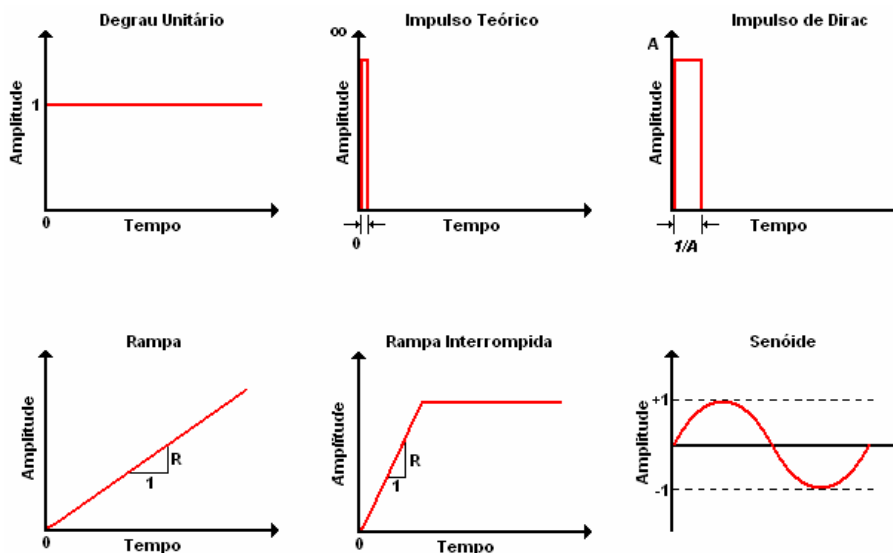 Degrau Unitário
Amplitude
1
0
Tempo
Impulso Teórico
∞
Amplitude
Tempo
0
Impulso de Dirac
A
Amplitude
Tempo
1/A
Rampa
Amplitude
R
1
0
Tempo
Rampa Interrompida
Amplitude
R
1
0
Tempo
Senóide
Amplitude
+1
-1